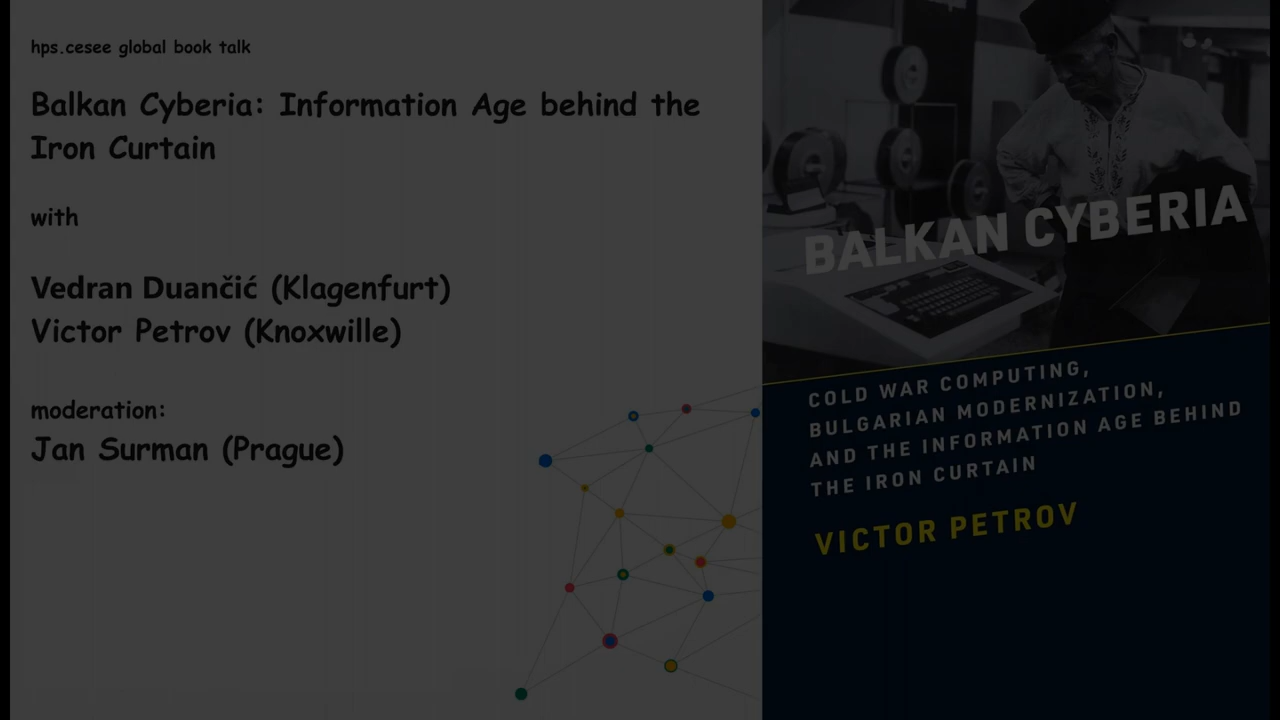 hps.cesee global book talk
Balkan Cyberia: Information Age behind the
Iron Curtain
with
Vedran Duančić (Klagenfurt)
Victor Petrov (Knoxwille)
moderation:
Jan Surman (Prague)
BALKAN CYBERIA
COLD WAR COMPUTING,
BULGARIAN MODERNIZATION,
AND THE INFORMATION AGE BEHIND
THE IRON CURTAIN
VICTOR PETROV